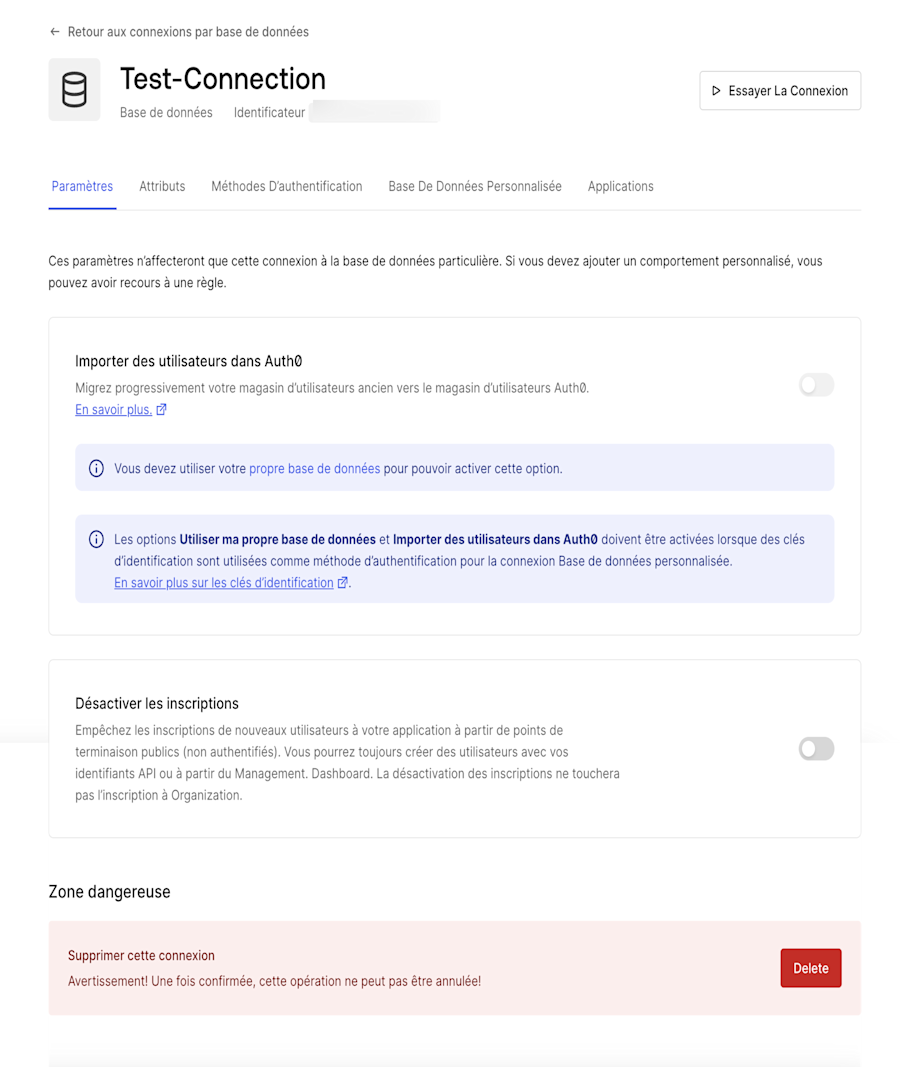 ← Retour aux connexions par base de données
Test-Connection
Base de données Identificateur
Essayer La Connexion
Paramètres Attributs Méthodes D'authentification Base De Données Personnalisée Applications
Ces paramètres n'affecteront que cette connexion à la base de données particulière. Si vous devez ajouter un comportement personnalisé, vous
pouvez avoir recours à une règle.
Importer des utilisateurs dans Auth0
Migrez progressivement votre magasin d'utilisateurs ancien vers le magasin d'utilisateurs Auth0.
En savoir plus.
Vous devez utiliser votre propre base de données pour pouvoir activer cette option.
Les options Utiliser ma propre base de données et Importer des utilisateurs dans Auth0 doivent être activées lorsque des clés
d'identification sont utilisées comme méthode d'authentification pour la connexion Base de données personnalisée.
En savoir plus sur les clés d'identification.
Désactiver les inscriptions
Empêchez les inscriptions de nouveaux utilisateurs à votre application à partir de points de
terminaison publics (non authentifiés). Vous pourrez toujours créer des utilisateurs avec vos
identifiants API ou à partir du Management. Dashboard. La désactivation des inscriptions ne touchera
pas l'inscription à Organization.
Zone dangereuse
Supprimer cette connexion
Avertissement! Une fois confirmée, cette opération ne peut pas être annulée!
Delete